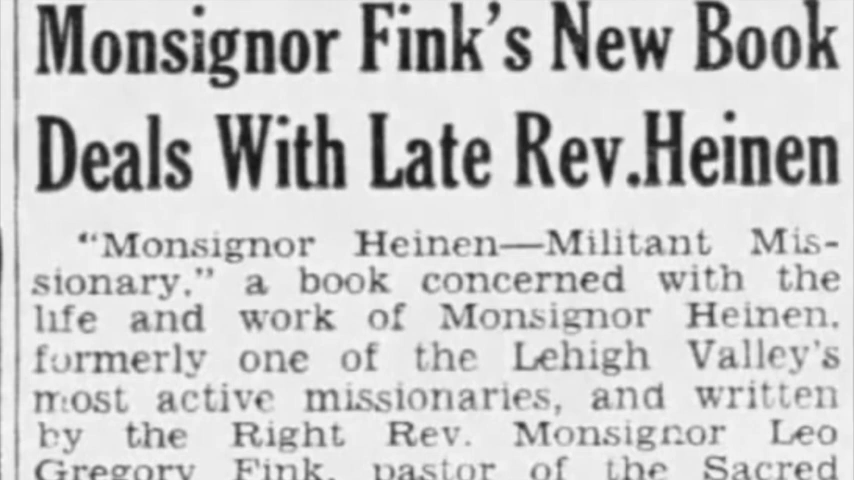 Monsignor Fink's New Book
Deals With Late Rev.Heinen
"Monsignor Heinen—Militant Mis-
sionary," a book concerned with the
life and work of Monsignor Heinen,
formerly one of the Lehigh Valley's
most active missionaries, and written
by the Right Rev. Monsignor Leo
Gregory Fink, pastor of the Sacred